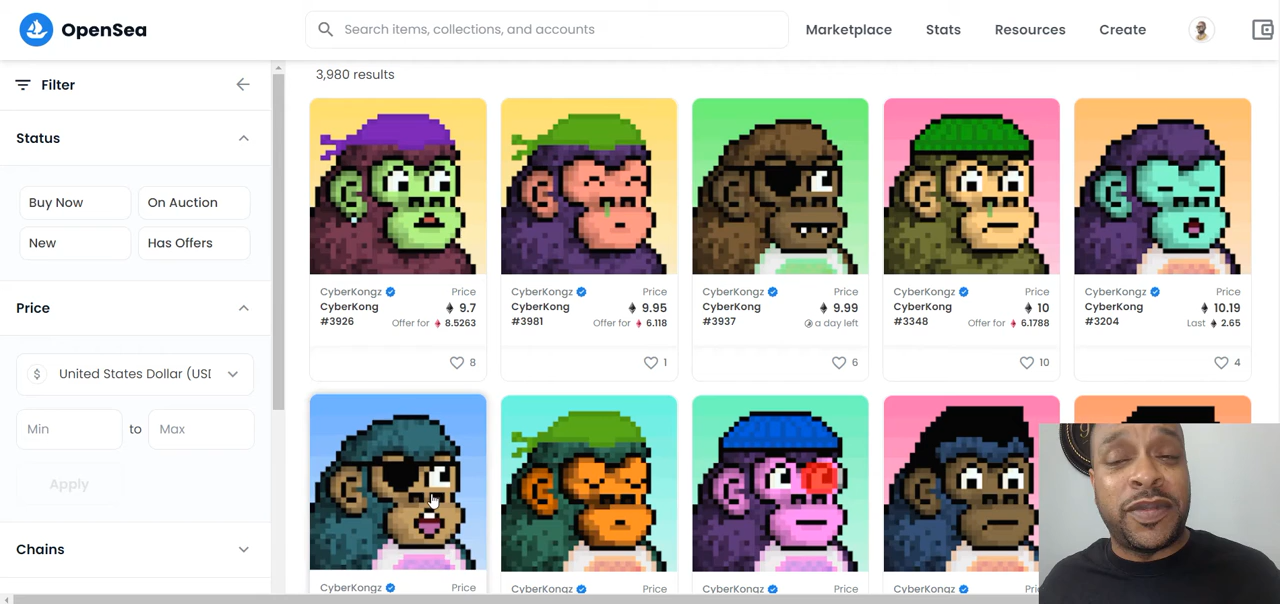 OpenSea
Search items, collections, and accounts
Marketplace
Stats
Resources
Create
Filter
Status
Buy Now
On Auction
New
Has Offers
Price
$ United States Dollar (USD
Min
to
Max
Apply
Chains
3,980 results
CyberKongz
Price
CyberKong
9.7
#3926
Offer for 8.5263
8
CyberKongz
Price
CyberKong
9.95
#3981
Offer for 6.118
1
CyberKongz
Price
CyberKong
9.99
#3937
a day left
6
CyberKongz
Price
CyberKong
10
#3348
Offer for 6.1788
10
CyberKongz
Price
CyberKong
10.19
#3204
Last 2.65
4
CyberKongz
Price
CyberKongz
Price
CyberKongz
Price
CyberKongz